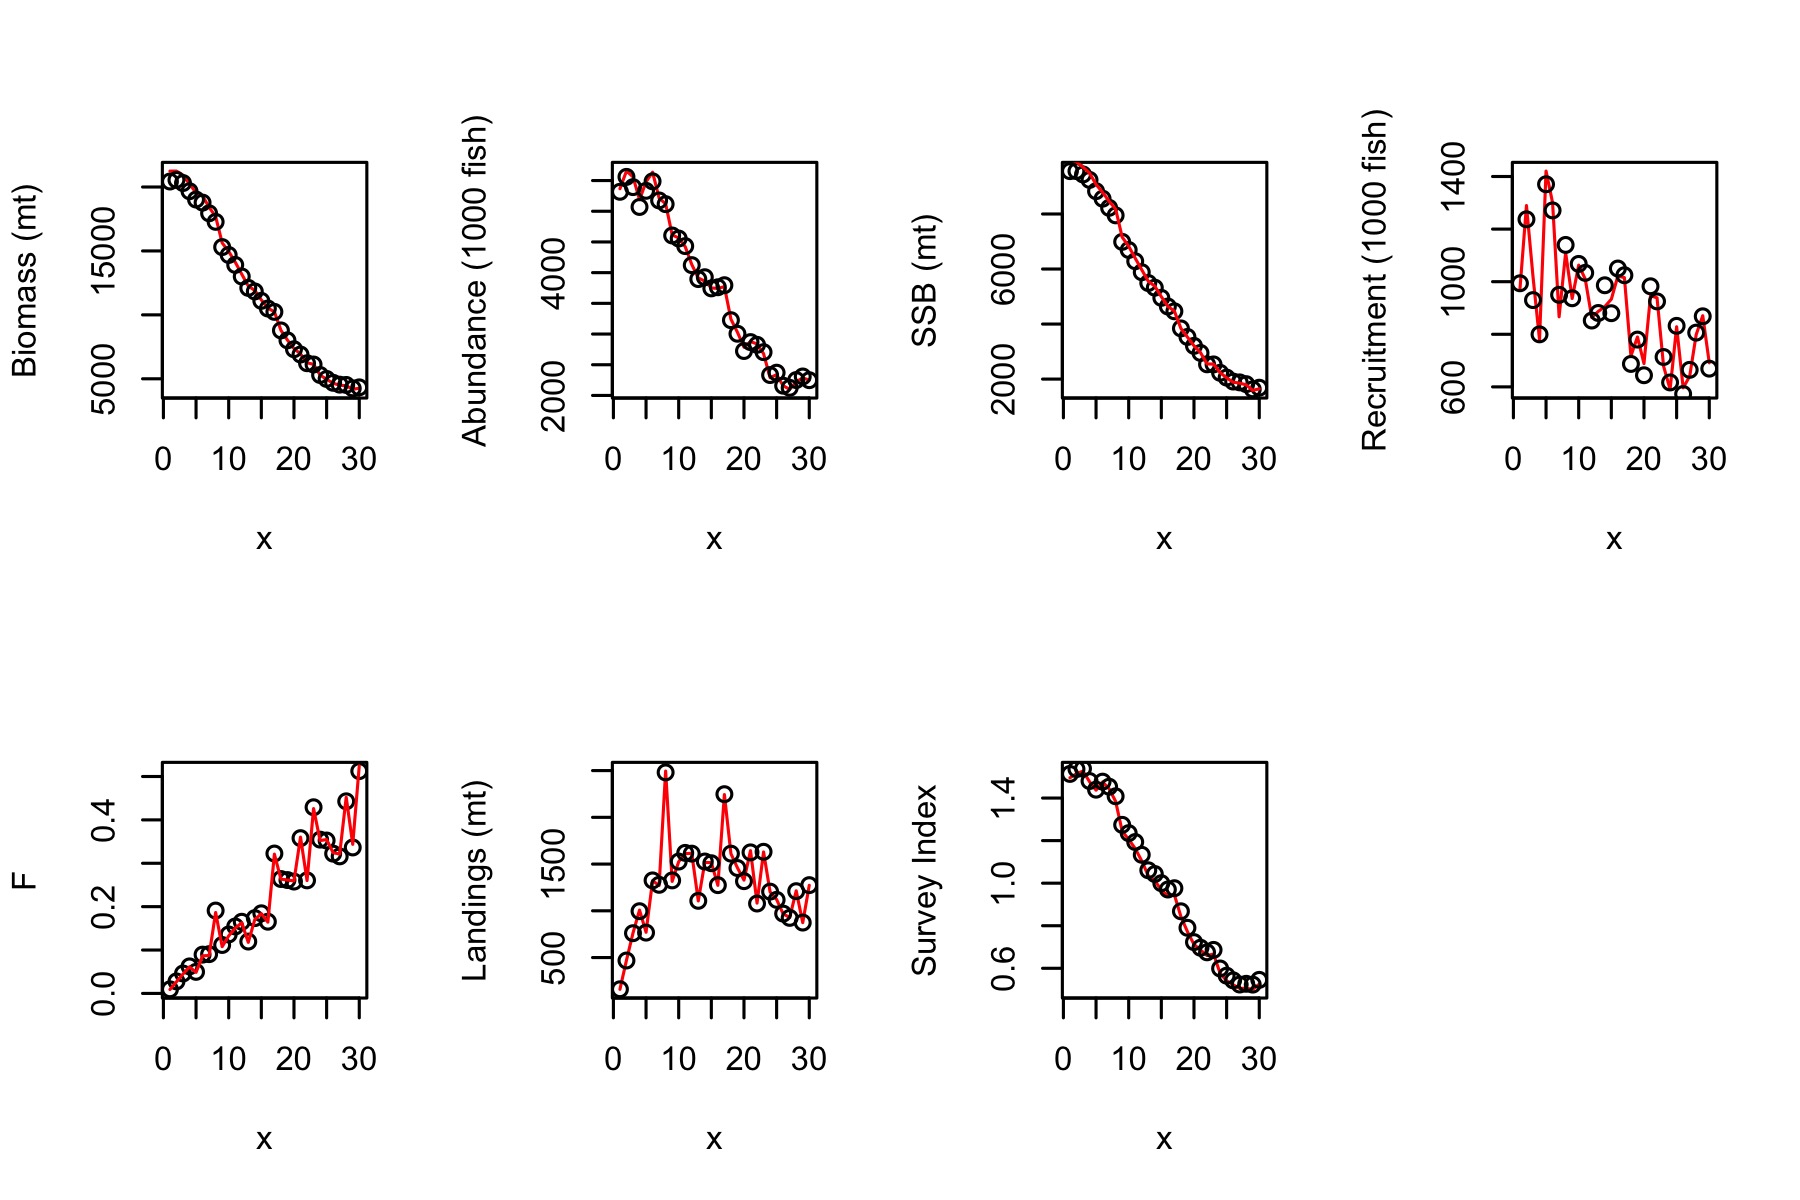 Biomass (mt)
5000 15000
0 10 20 30
x
Abundance (1000 fish)
2000 4000
0 10 20 30
x
SSB (mt)
2000 6000
0 10 20 30
x
Recruitment (1000 fish)
600 1000 1400
0 10 20 30
x
F
0.0 0.2 0.4
0 10 20 30
x
Landings (mt)
500 1500
0 10 20 30
x
Survey Index
0.6 1.0 1.4
0 10 20 30
x